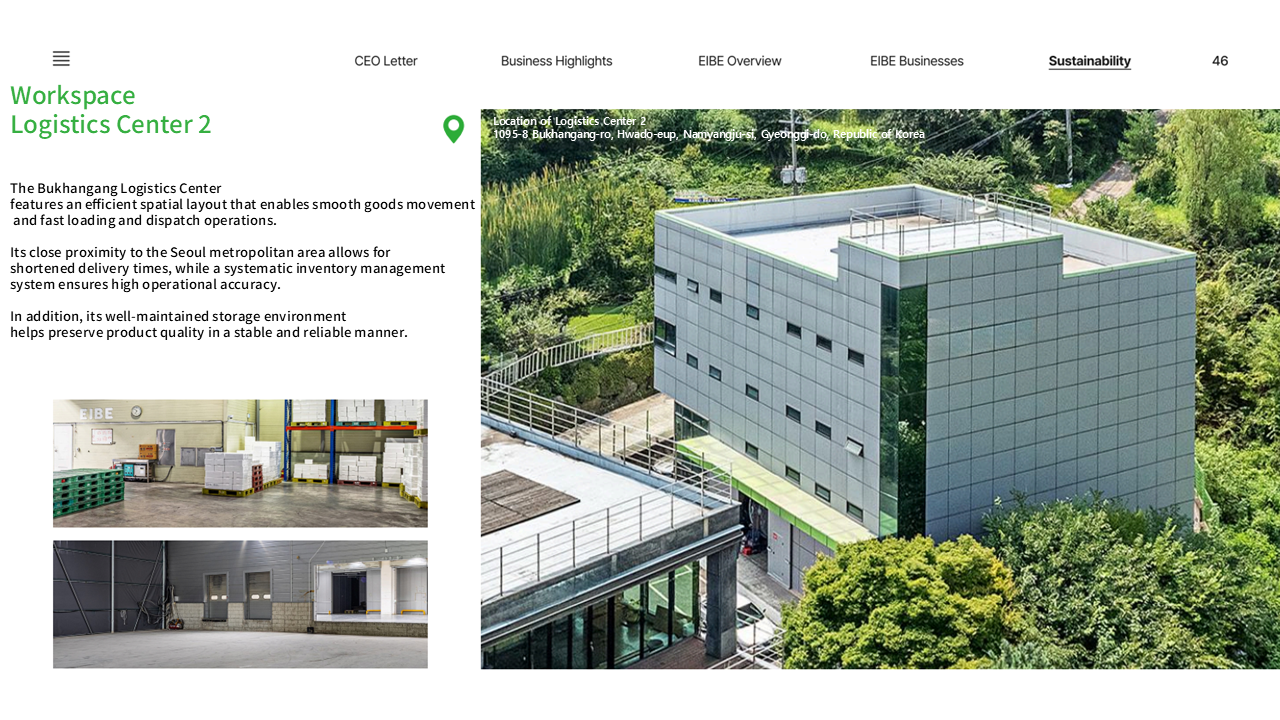 CEO Letter
Business Highlights
EIBE Overview
EIBE Businesses
Sustainability
46
Workspace
Logistics Center 2
Location of Logistics Center 2
1095-8 Bukhangang-ro, Hwado-eup, Namyangju-si, Gyeonggi-do, Republic of Korea
The Bukhangang Logistics Center
features an efficient spatial layout that enables smooth goods movement
and fast loading and dispatch operations.
Its close proximity to the Seoul metropolitan area allows for
shortened delivery times, while a systematic inventory management
system ensures high operational accuracy.
In addition, its well-maintained storage environment
helps preserve product quality in a stable and reliable manner.
EIBE